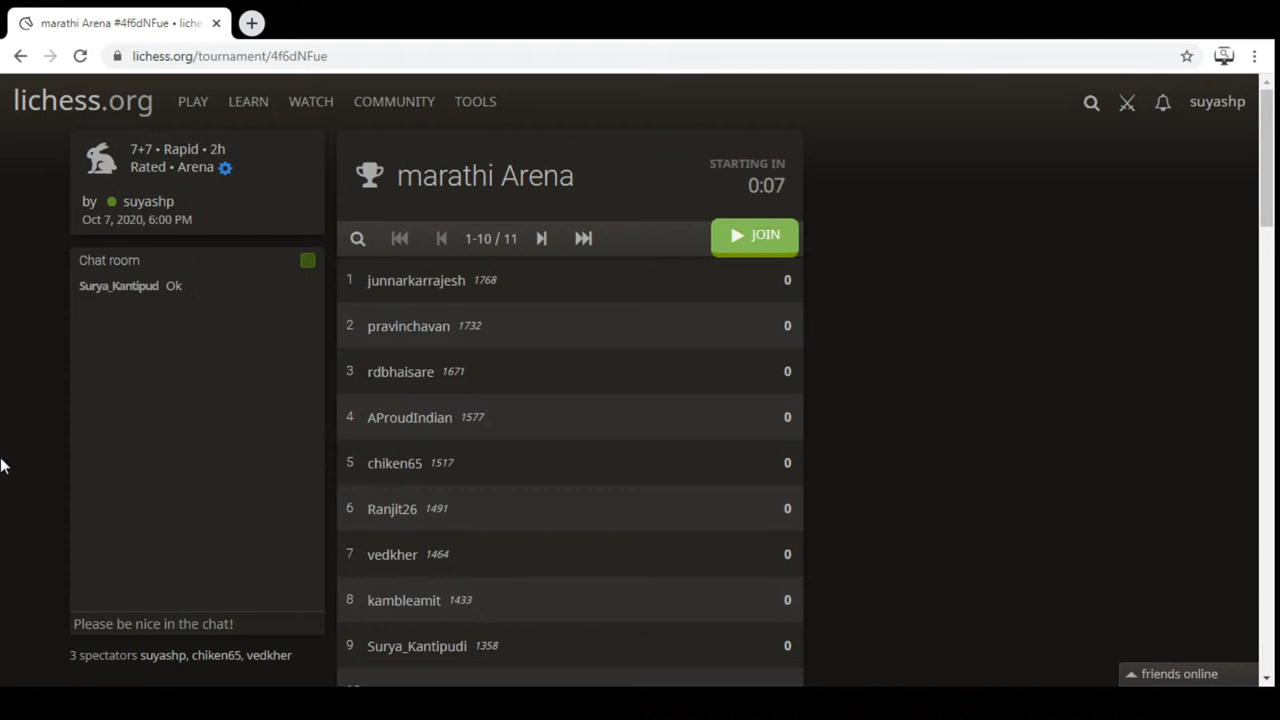 marathi Arena #4f6dNFue • liche
lichess.org/tournament/4f6dNFue
lichess.org PLAY LEARN WATCH COMMUNITY TOOLS suyashp
7+7 • Rapid • 2h
Rated • Arena
by suyashp
Oct 7, 2020, 6:00 PM
Chat room
Surya_Kantipud Ok
Please be nice in the chat!
3 spectators suyashp, chiken65, vedkher
marathi Arena
STARTING IN
0:07
1-10 / 11
JOIN
1 junnarkarrajesh 1768 0
2 pravinchavan 1732 0
3 rdbhaisare 1671 0
4 AProudIndian 1577 0
5 chiken65 1517 0
6 Ranjit26 1491 0
7 vedkher 1464 0
8 kambleamit 1433 0
9 Surya_Kantipudi 1358 0
friends online